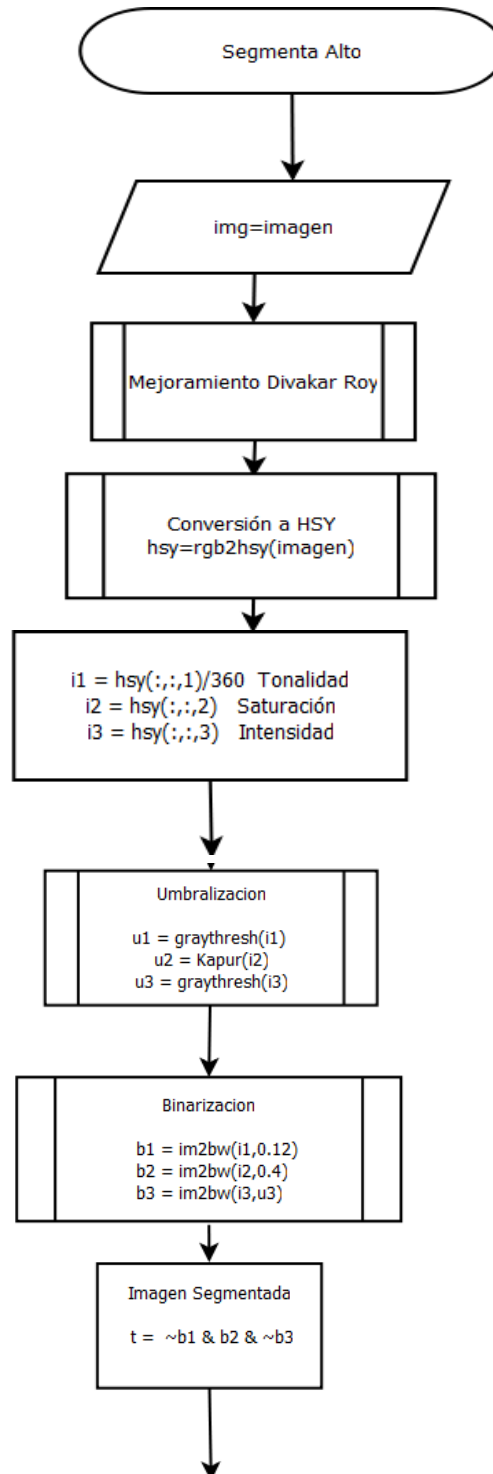 Segmenta Alto
img=imagen
Mejoramiento Divakar Roy
Conversión a HSY
hsy=rgb2hsy(imagen)
i1 = hsy(:,:,1)/360 Tonalidad
i2 = hsy(:,:,2) Saturación
i3 = hsy(:,:,3) Intensidad
Umbralizacion
u1 = graythresh(i1)
u2 = Kapur(i2)
u3 = graythresh(i3)
Binarizacion
b1 = im2bw(i1,0.12)
b2 = im2bw(i2,0.4)
b3 = im2bw(i3,u3)
Imagen Segmentada
t = ~b1 & b2 & ~b3